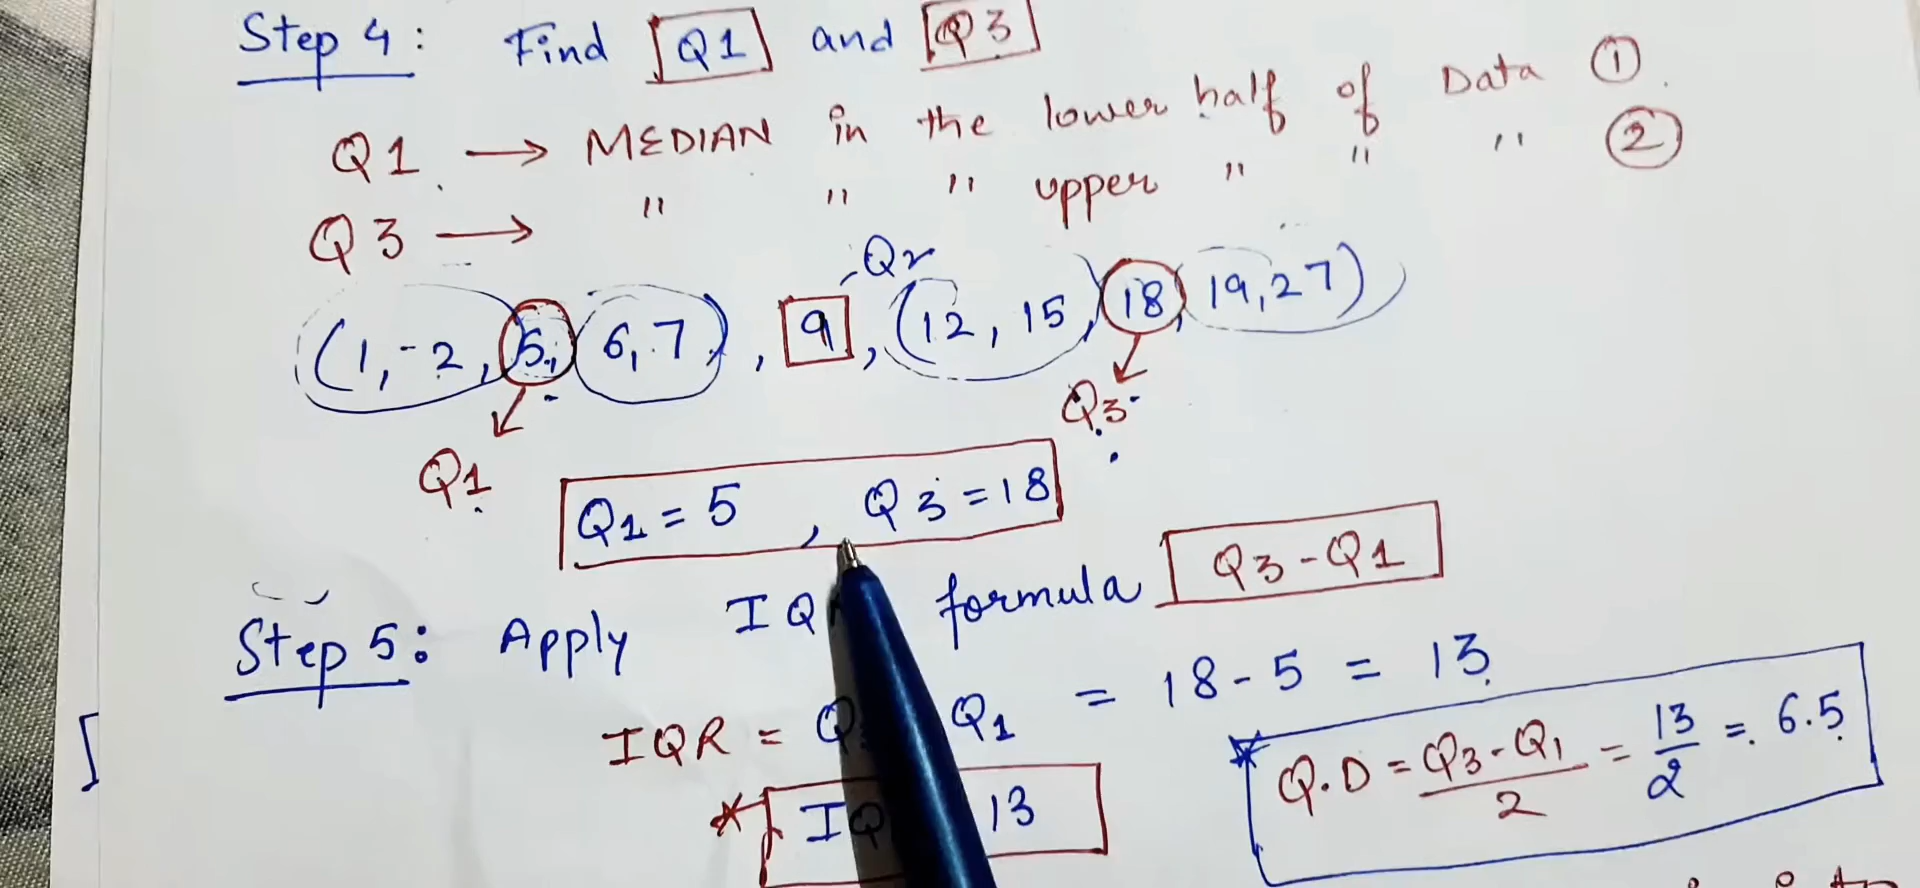 Step 4: Find Q1 and Q3
Q1 → MEDIAN in the lower half of Data ①
Q3 → " " " upper " " " ②
Q2
(1, -2, 5, 6, 7), 9, (12, 15, 18, 19, 27)
Q1 Q3
Q1 = 5 , Q3 = 18
Step 5: Apply formula Q3 - Q1
IQR = Q1 = 18 - 5 = 13
13
Q.D = Q3 - Q1 / 2 = 13 / 2 = 6.5